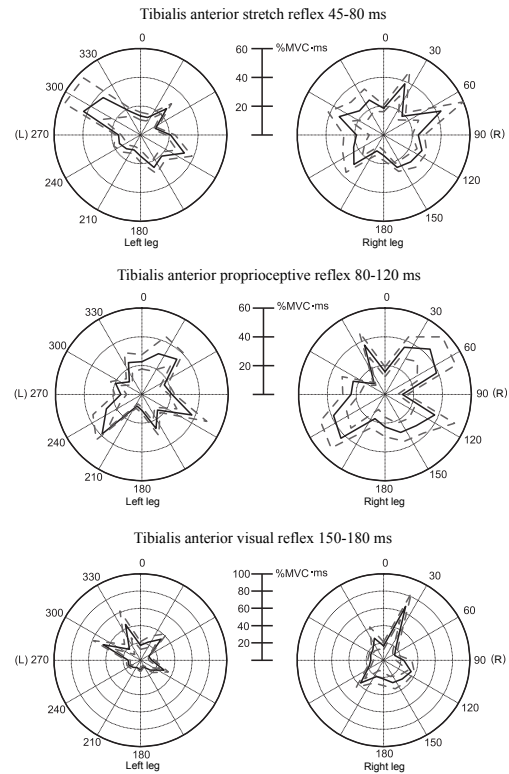 Tibialis anterior stretch reflex 45-80 ms
0
330
300
(L) 270
240
210
180
Left leg
60
%MVC•ms
40
20
0
30
60
90 (R)
120
150
180
Right leg
Tibialis anterior proprioceptive reflex 80-120 ms
0
330
300
(L) 270
240
210
180
Left leg
60
%MVC•ms
40
20
0
30
60
90 (R)
120
150
180
Right leg
Tibialis anterior visual reflex 150-180 ms
0
330
300
(L) 270
240
210
180
Left leg
100
%MVC•ms
80
60
40
20
0
30
60
90 (R)
120
150
180
Right leg